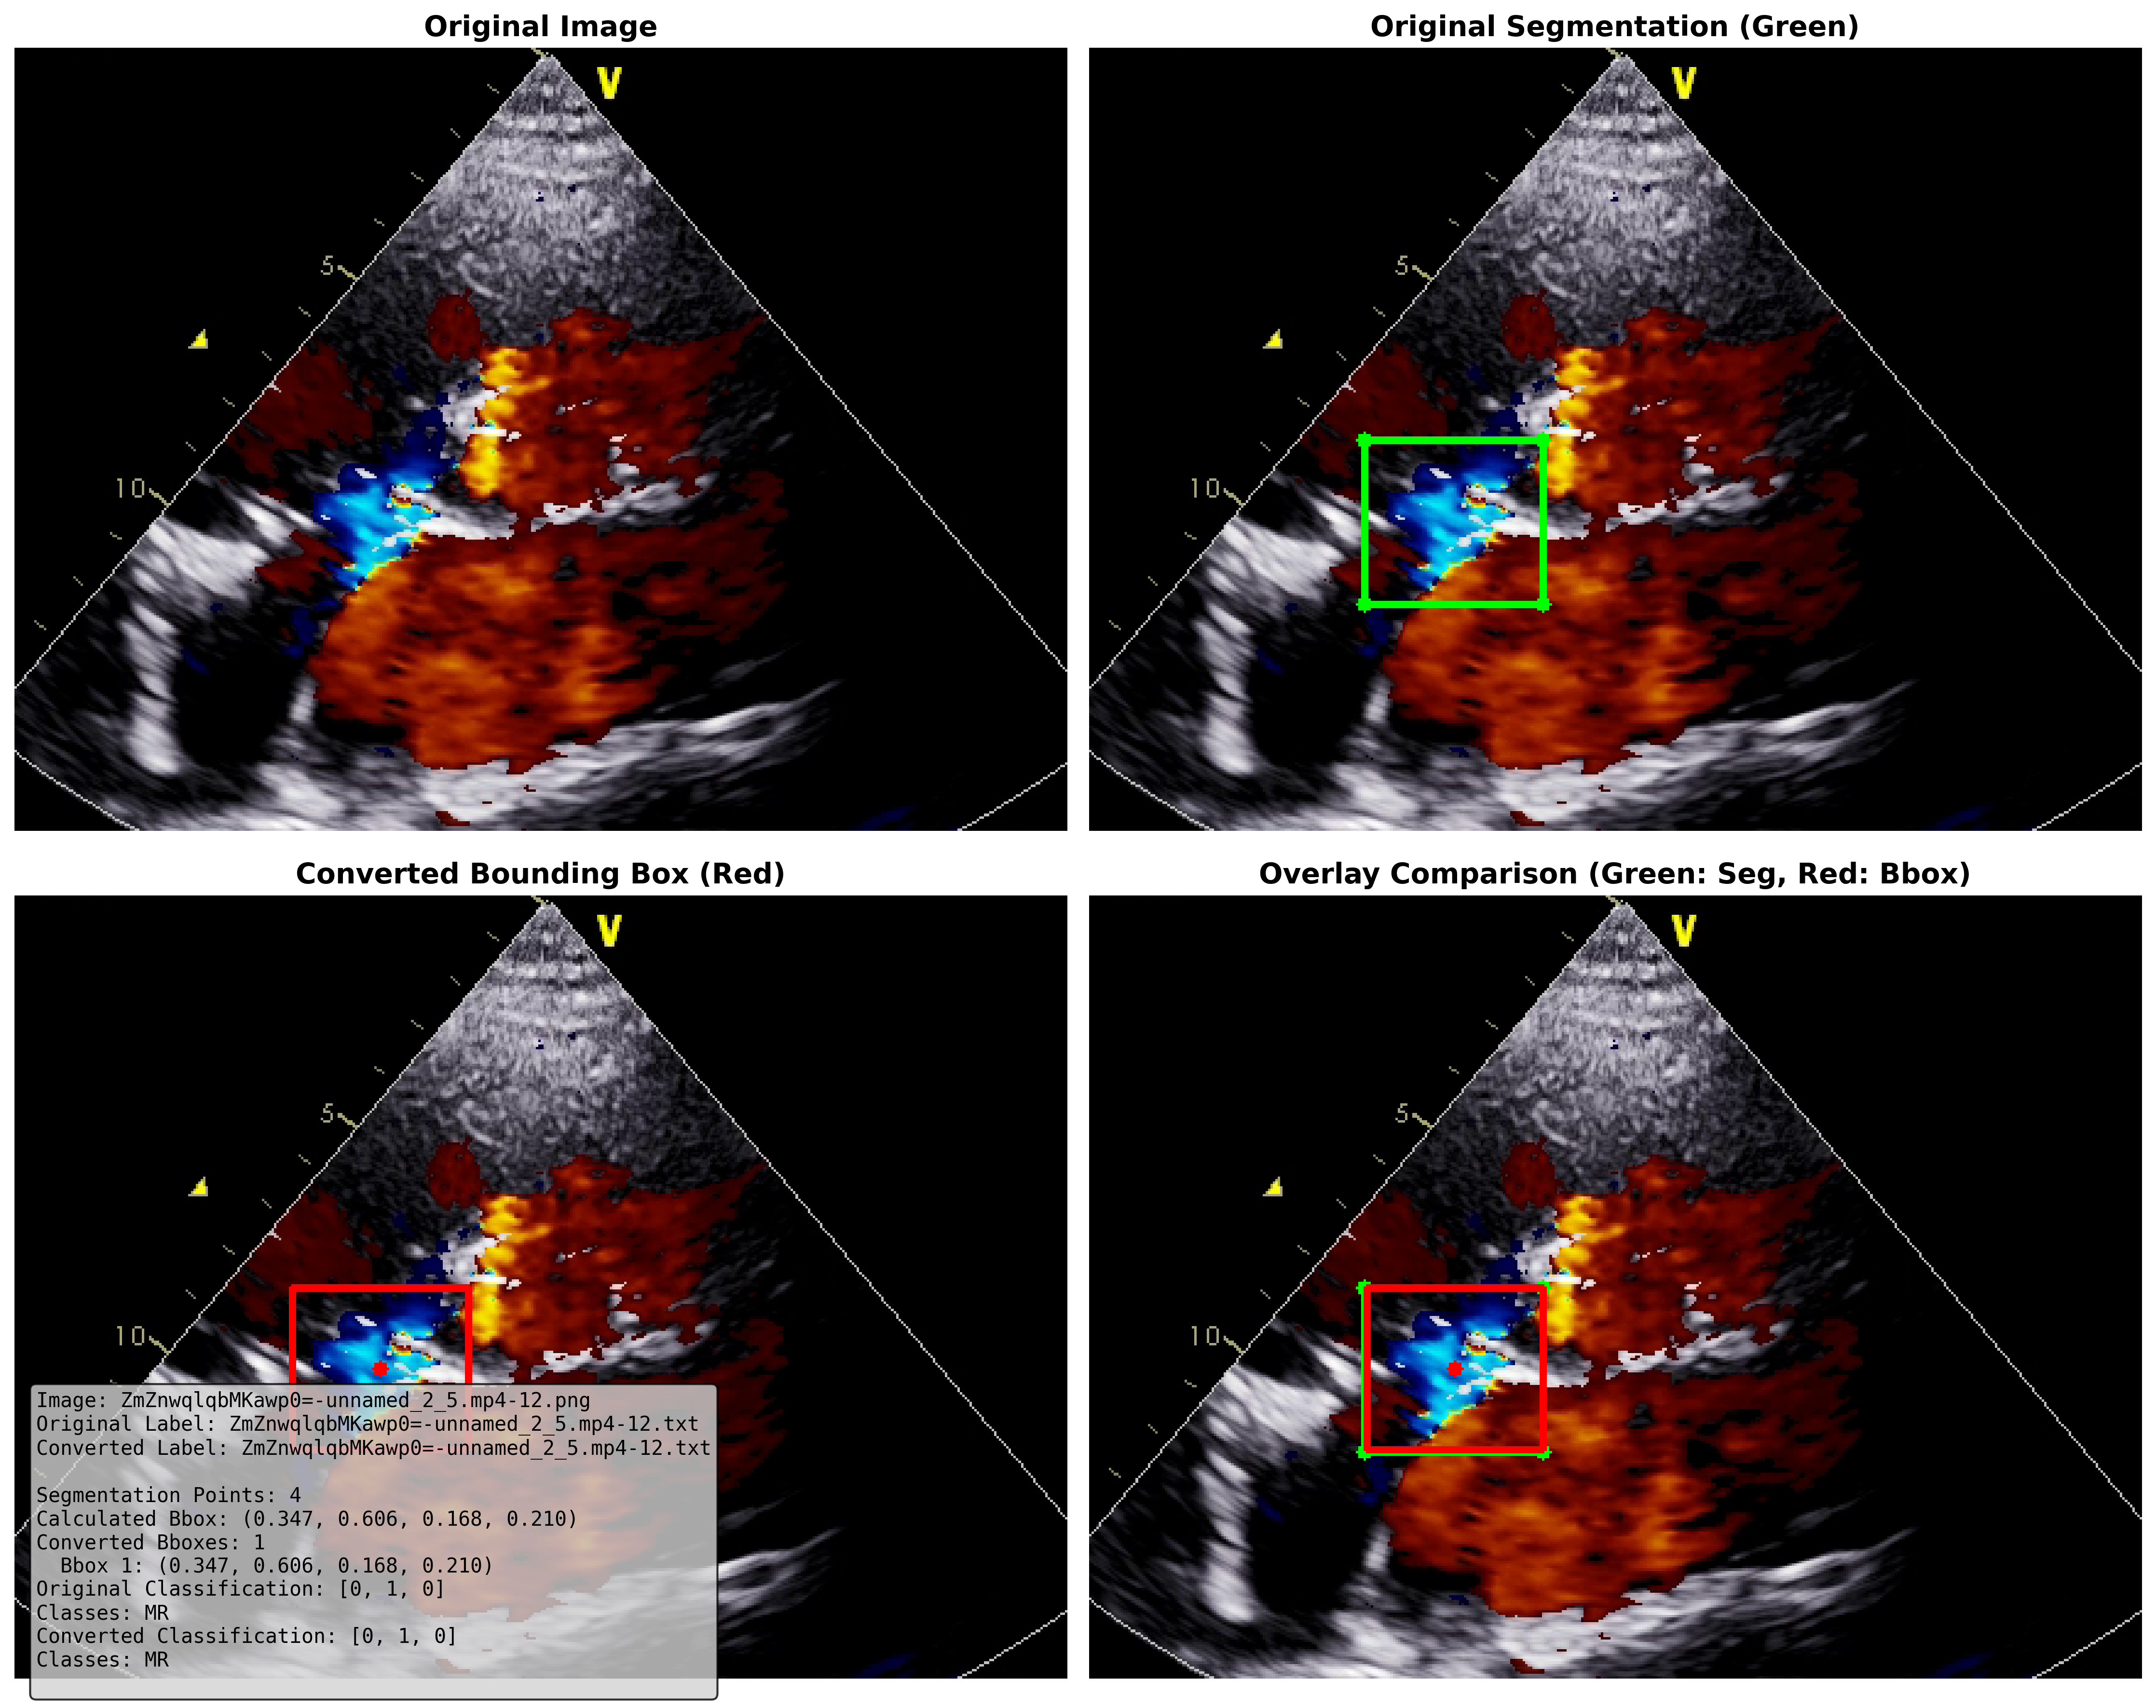 Original Image
Original Segmentation (Green)
V
5
10
V
5
10
Converted Bounding Box (Red)
Overlay Comparison (Green: Seg, Red: Bbox)
V
5
10
V
5
10
Image: ZmZnwqlqbMKawp0=-unnamed_2_5.mp4-12.png
Original Label: ZmZnwqlqbMKawp0=-unnamed_2_5.mp4-12.txt
Converted Label: ZmZnwqlqbMKawp0=-unnamed_2_5.mp4-12.txt
Segmentation Points: 4
Calculated Bbox: (0.347, 0.606, 0.168, 0.210)
Converted Bboxes: 1
Bbox 1: (0.347, 0.606, 0.168, 0.210)
Original Classification: [0, 1, 0]
Classes: MR
Converted Classification: [0, 1, 0]
Classes: MR